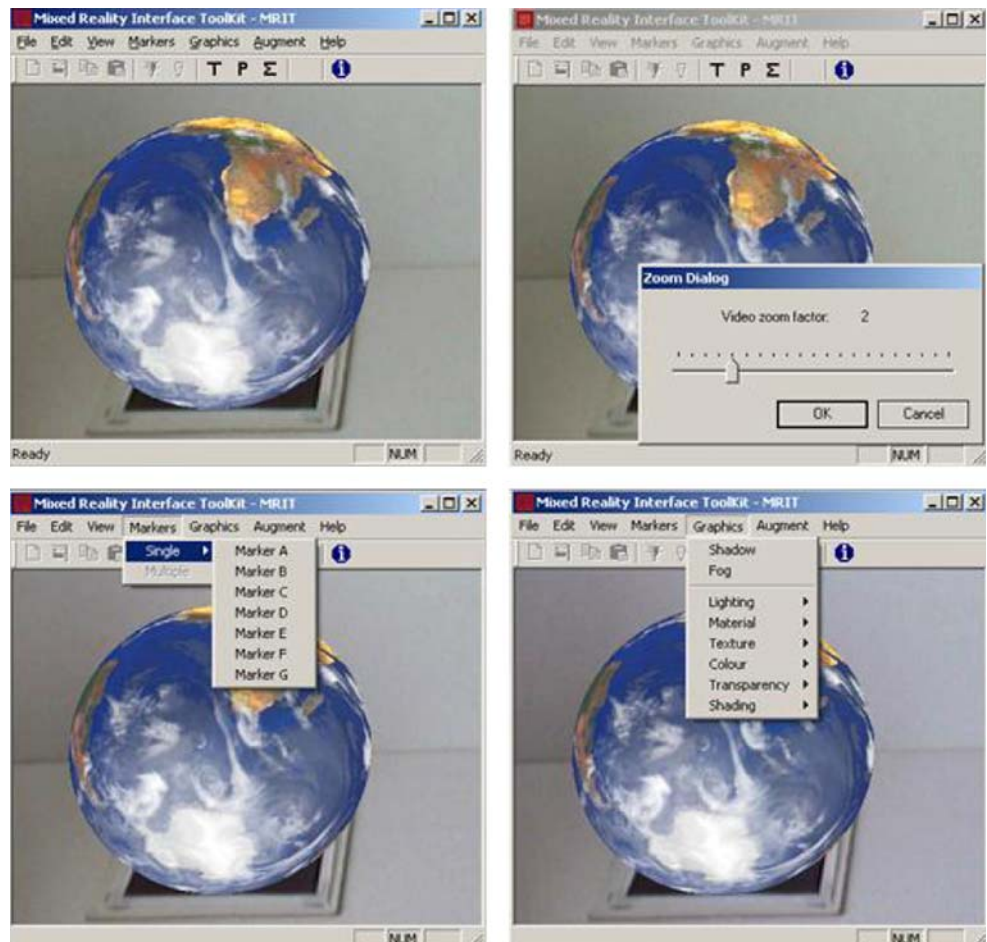 Mixed Reality Interface ToolKit - MRIT
File Edit View Markers Graphics Augment Help
T P Σ i
Ready NUM
Mixed Reality Interface ToolKit - MRIT
File Edit View Markers Graphics Augment Help
T P Σ i
Zoom Dialog
Video zoom factor: 2
OK Cancel
Ready NUM
Mixed Reality Interface ToolKit - MRIT
File Edit View Markers Graphics Augment Help
Single Marker A
Multiple Marker B
Marker C
Marker D
Marker E
Marker F
Marker G
i
NUM
Mixed Reality Interface ToolKit - MRIT
File Edit View Markers Graphics Augment Help
Shadow
Fog
Lighting
Material
Texture
Colour
Transparency
Shading
i
NUM